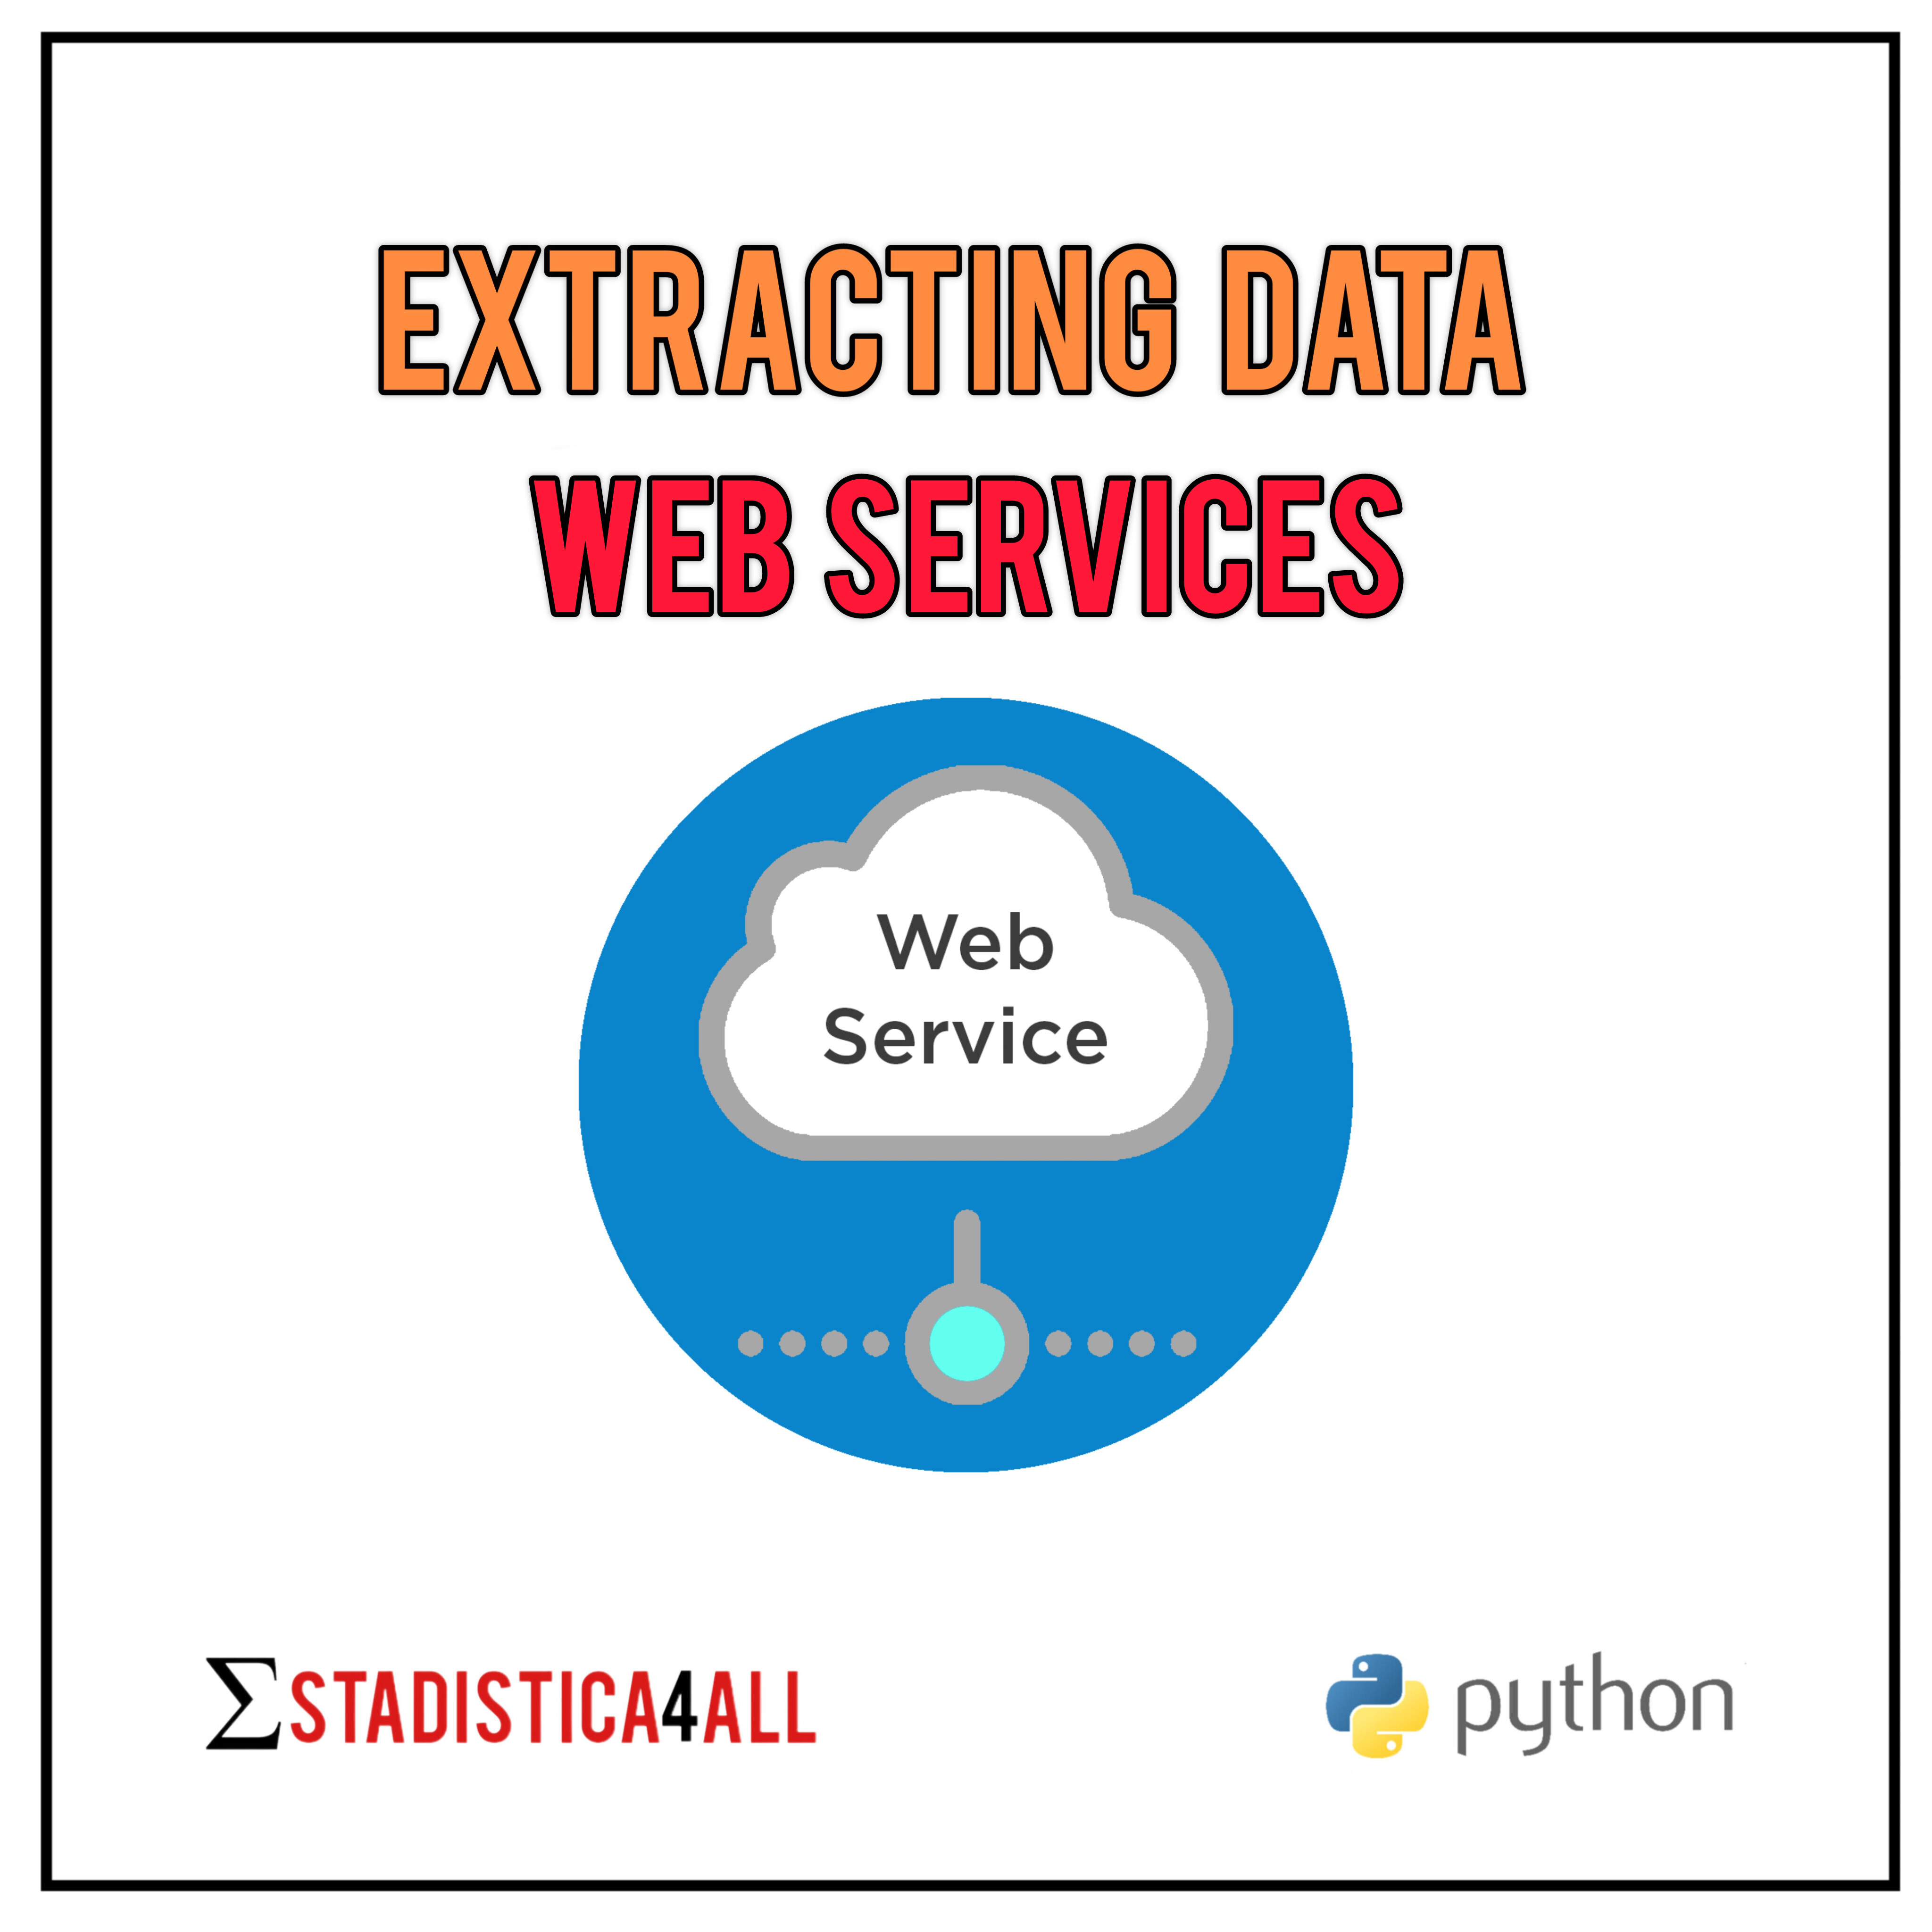 EXTRACTING DATA
WEB SERVICES
Web
Service
ΣSTADISTICA4ALL
python